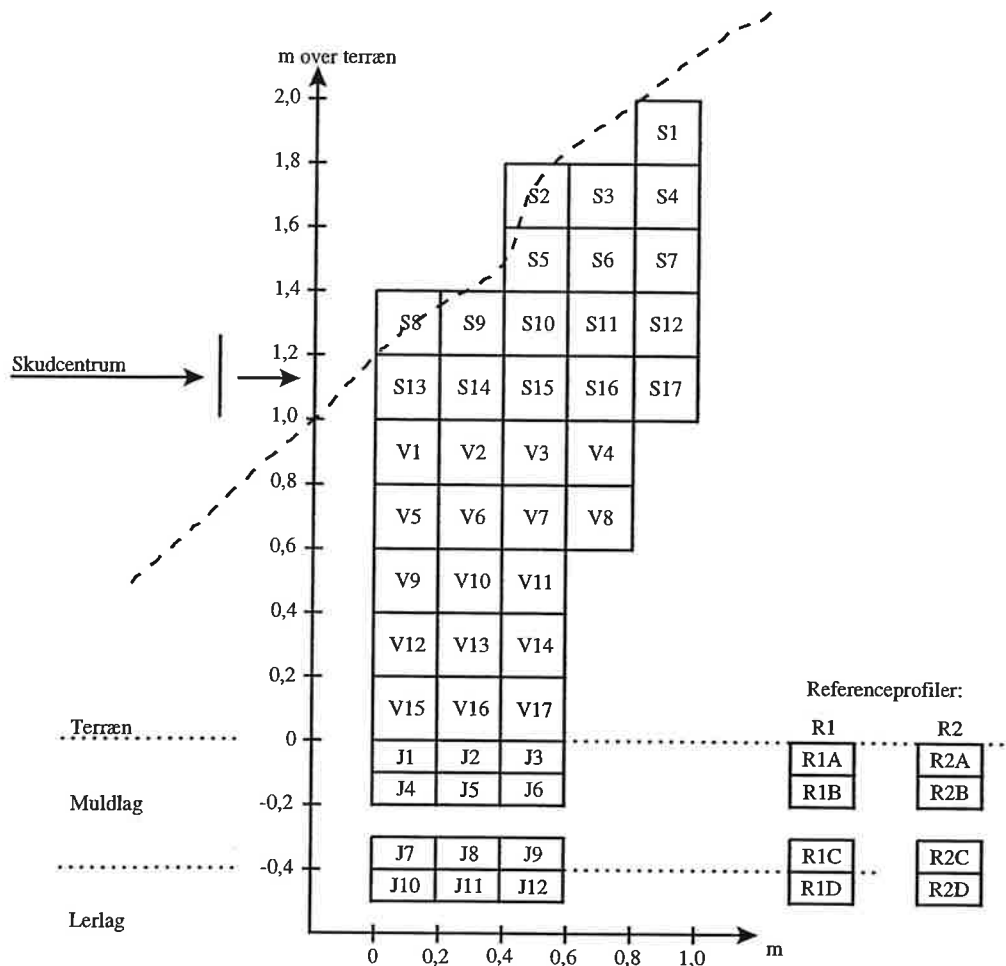 m over terræn
2,0
S1
1,8
S2 S3 S4
1,6
S5 S6 S7
1,4
S8 S9 S10 S11 S12
1,2
Skudcentrum
S13 S14 S15 S16 S17
1,0
V1 V2 V3 V4
0,8
V5 V6 V7 V8
0,6
V9 V10 V11
0,4
V12 V13 V14
0,2
Referenceprofiler:
V15 V16 V17
Terræn
R1 R2
0
J1 J2 J3 R1A R2A
J4 J5 J6 R1B R2B
Muldlag
-0,2
J7 J8 J9 R1C R2C
-0,4
J10 J11 J12 R1D R2D
Lerlag
m
0 0,2 0,4 0,6 0,8 1,0